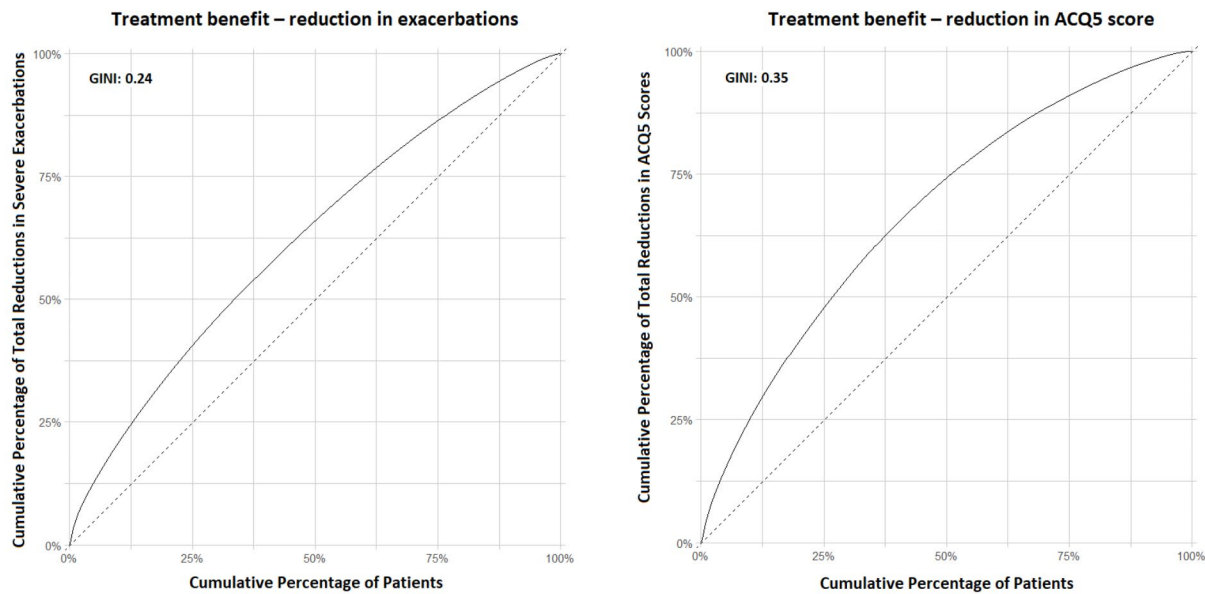 Treatment benefit – reduction in exacerbations
GINI: 0.24
Cumulative Percentage of Total Reductions in Severe Exacerbations
100%
75%
50%
25%
0%
0%
25%
50%
75%
100%
Cumulative Percentage of Patients
Treatment benefit – reduction in ACQ5 score
GINI: 0.35
Cumulative Percentage of Total Reductions in ACQ5 Scores
100%
75%
50%
25%
0%
0%
25%
50%
75%
100%
Cumulative Percentage of Patients